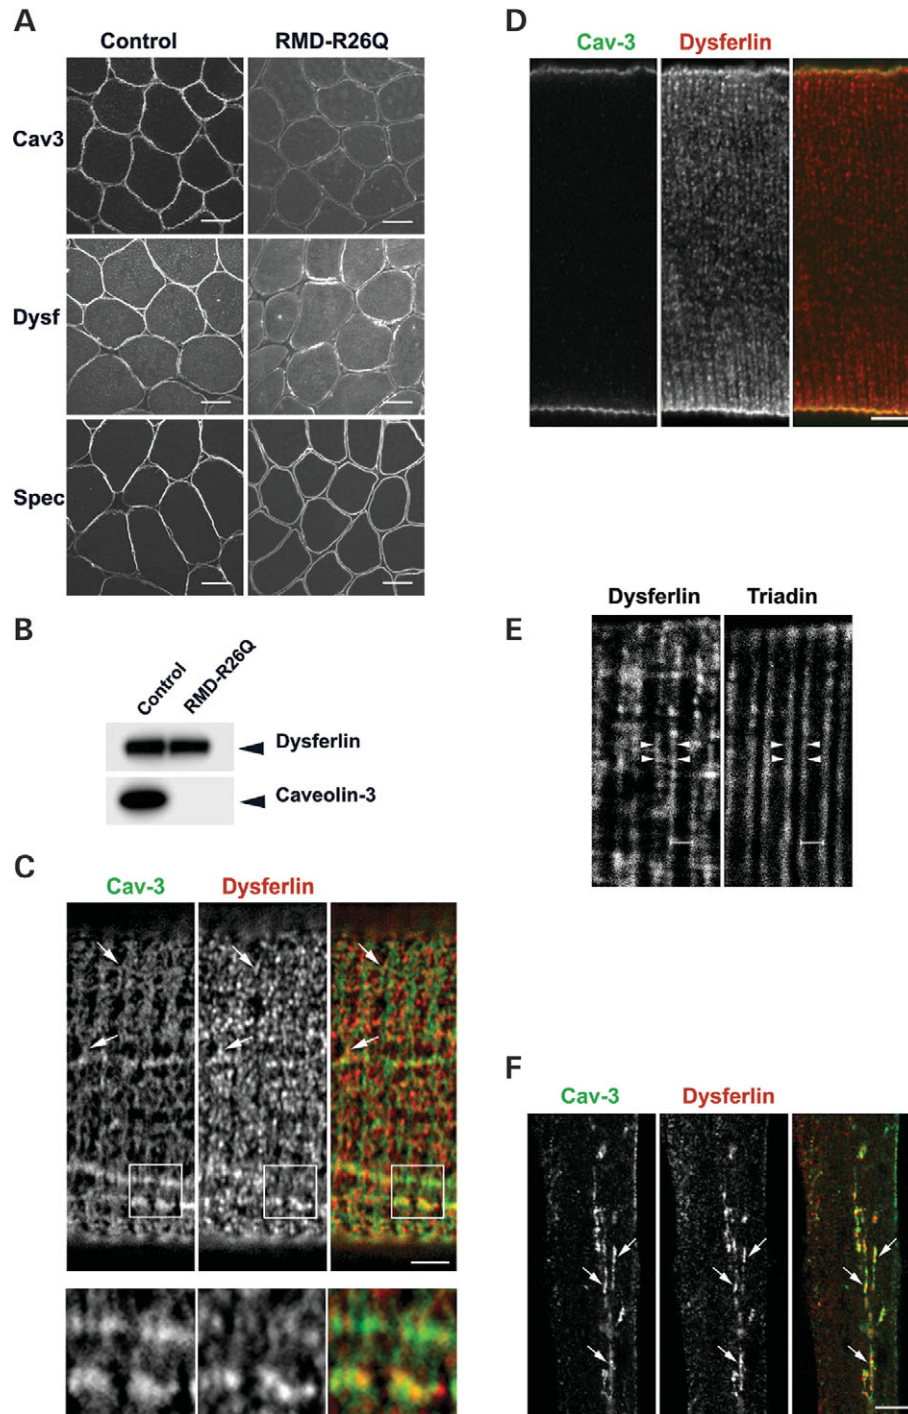 A
Control RMD-R26Q
Cav3
Dysf
Spec
B
Control RMD-R26Q
Dysferlin
Caveolin-3
C
Cav-3 Dysferlin
D
Cav-3 Dysferlin
E
Dysferlin Triadin
F
Cav-3 Dysferlin